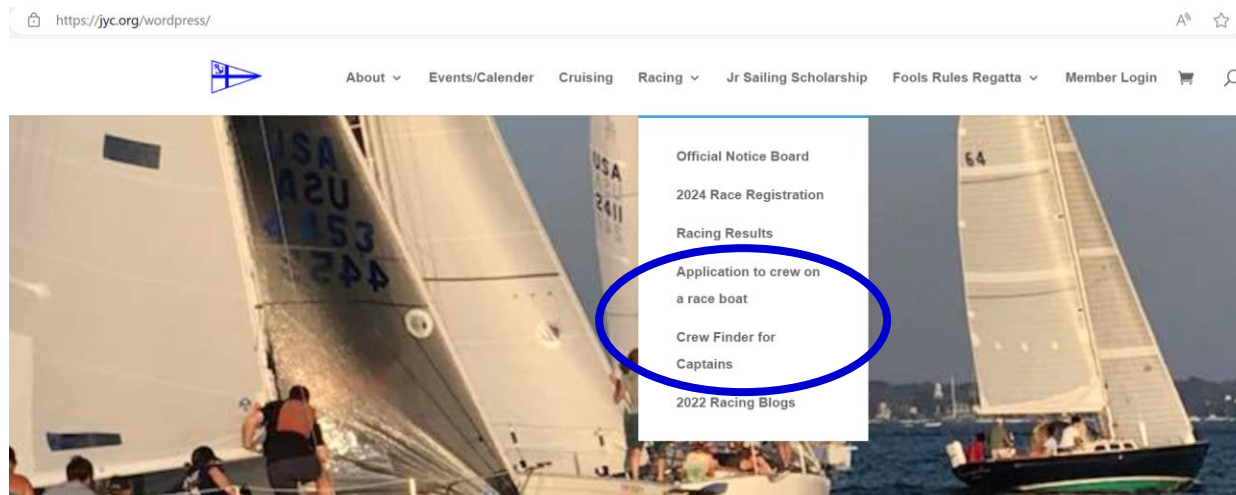 https://jyc.org/wordpress/
About Events/Calender Cruising Racing Jr Sailing Scholarship Fools Rules Regatta Member Login
Official Notice Board
2024 Race Registration
Racing Results
Application to crew on
a race boat
Crew Finder for
Captains
2022 Racing Blogs
USA
USA
2411
64